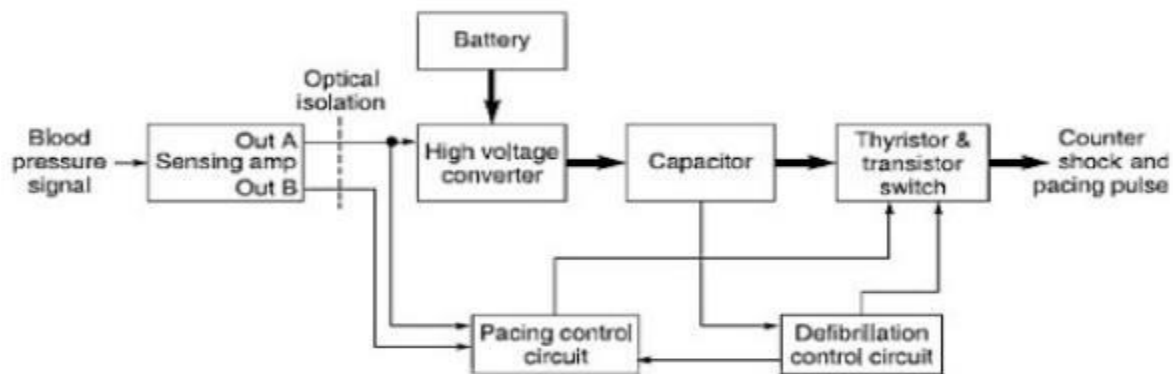 Battery
Optical
isolation
Blood
pressure
signal
Out A
Sensing amp
Out B
High voltage
converter
Capacitor
Thyristor &
transistor
switch
Counter
shock and
pacing pulse
Pacing control
circuit
Defibrillation
control circuit